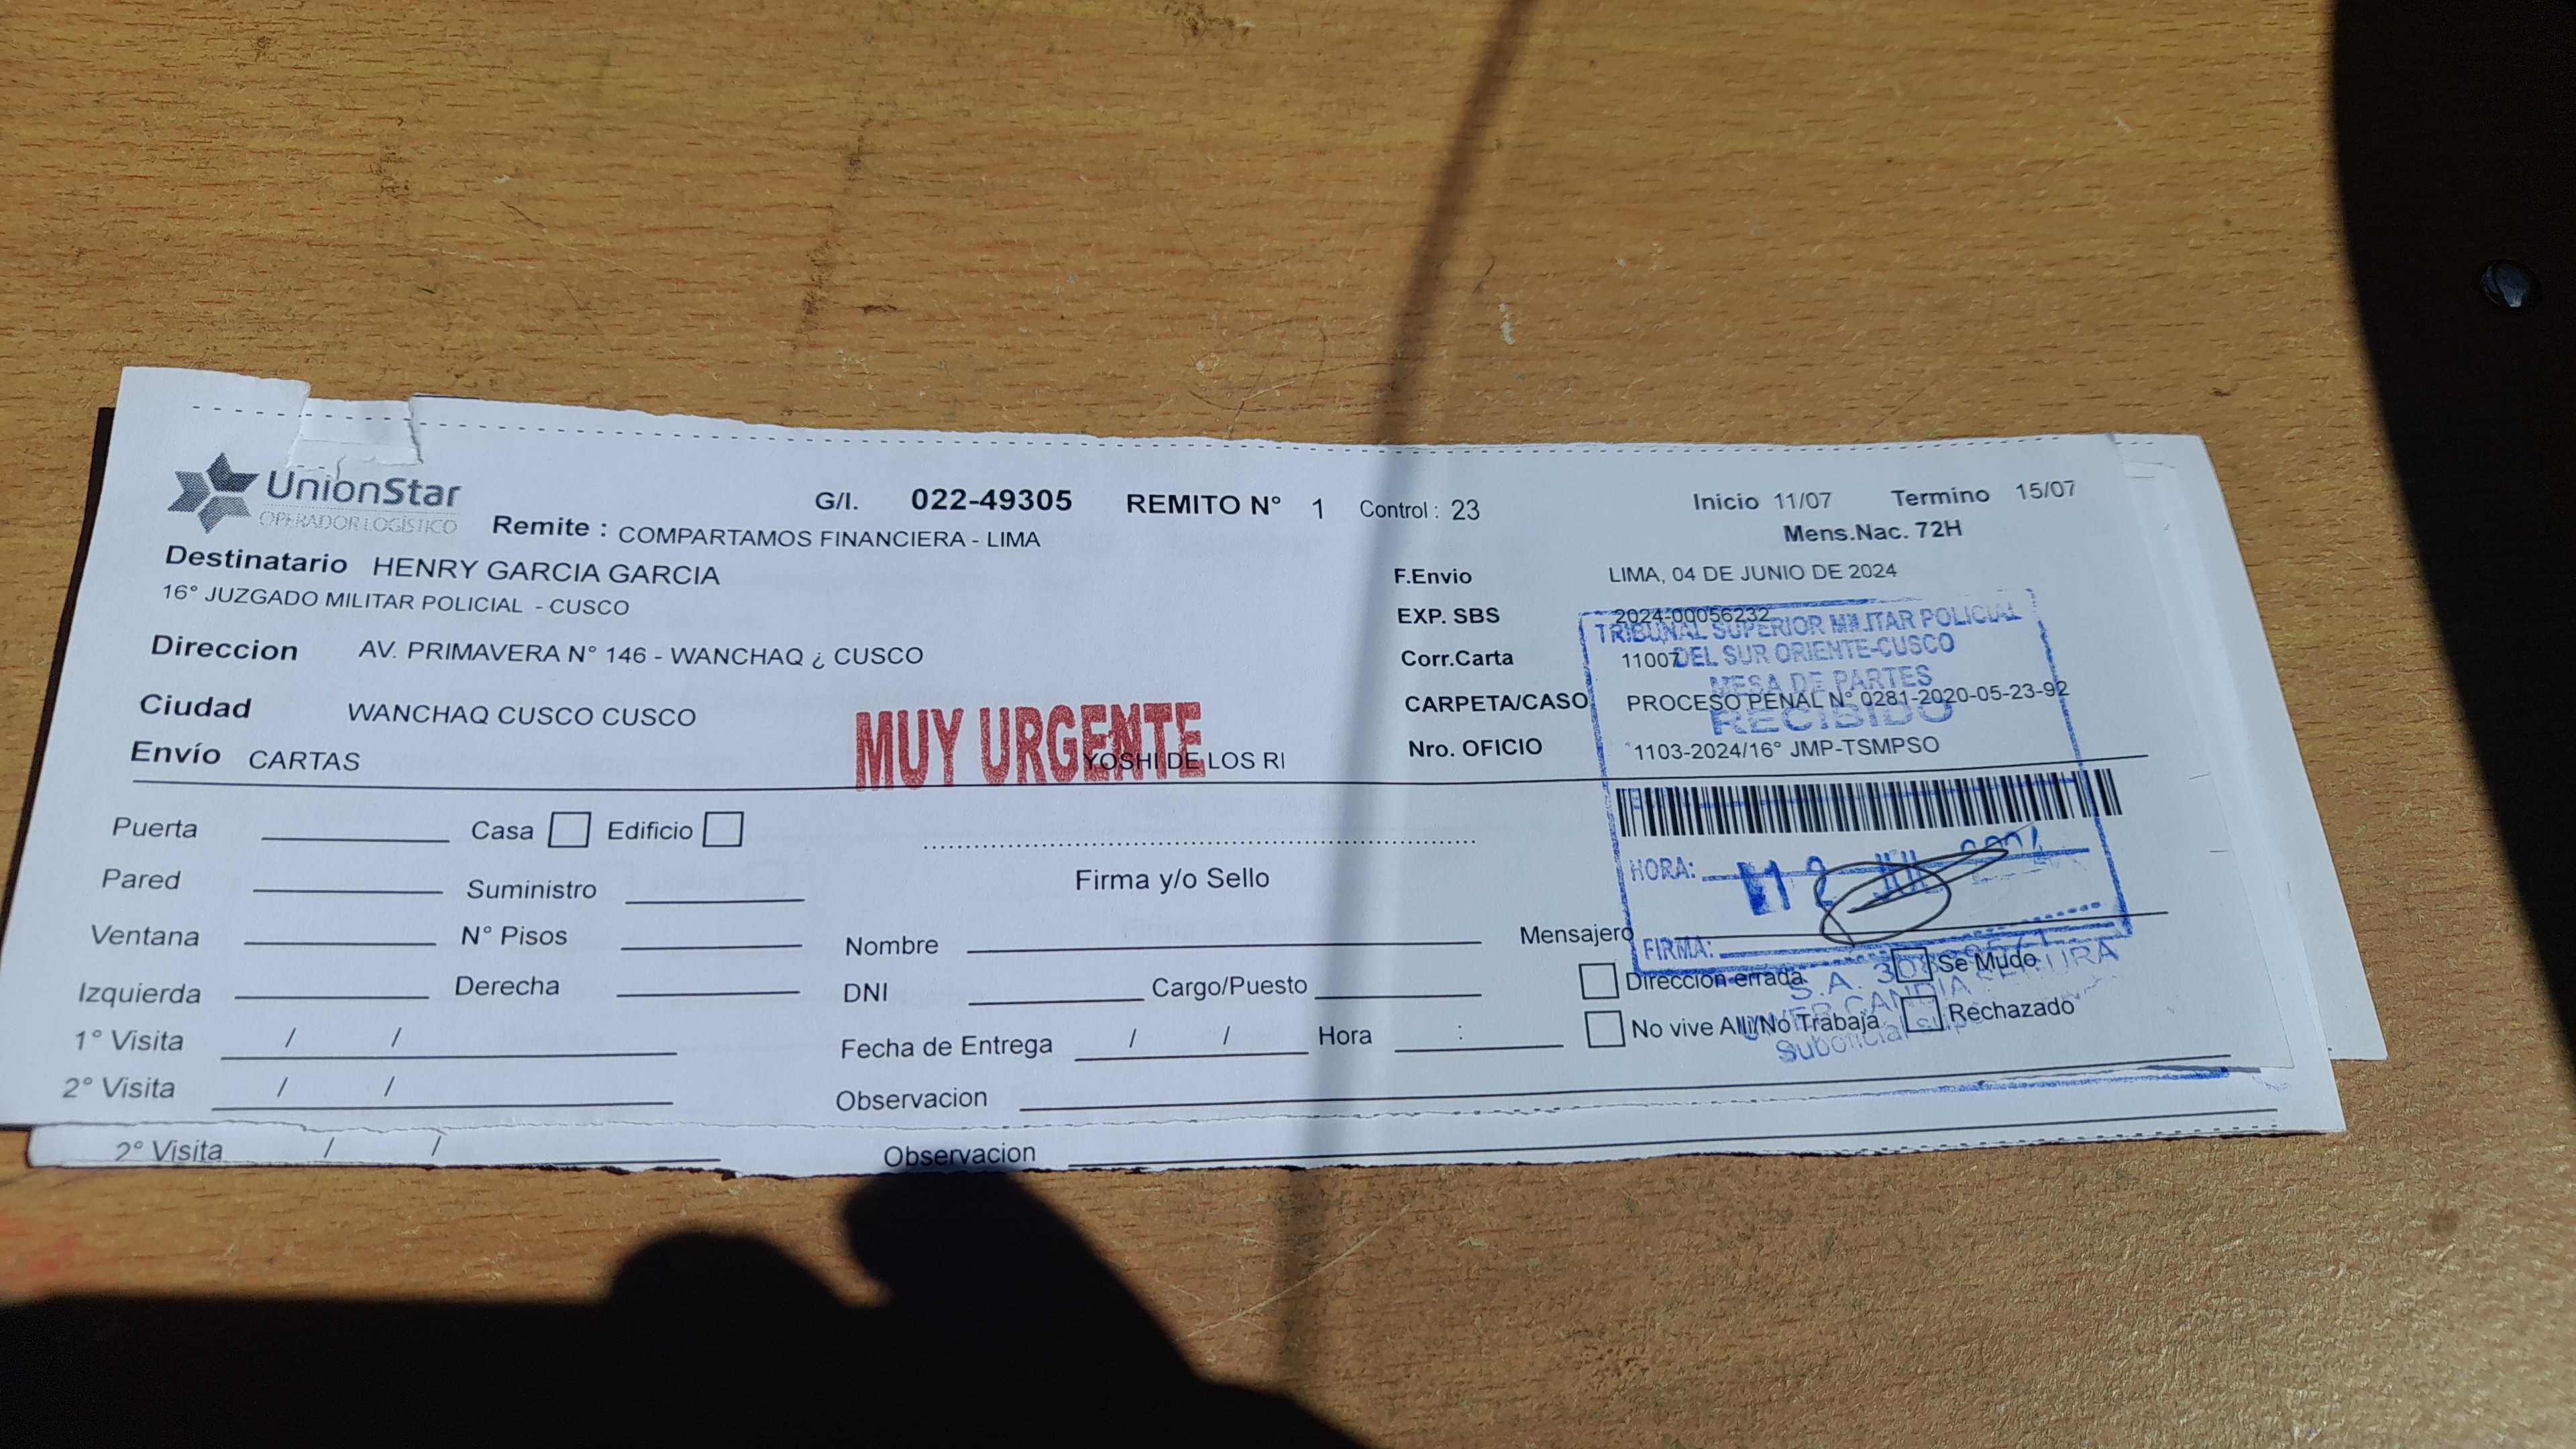 UnionStar
OPERADOR LOGÍSTICO
G/I. 022-49305 REMITO N° 1 Control : 23 Inicio 11/07 Termino 15/07
Remite : COMPARTAMOS FINANCIERA - LIMA Mens.Nac. 72H
Destinatario HENRY GARCIA GARCIA
16° JUZGADO MILITAR POLICIAL - CUSCO
F.Envio LIMA, 04 DE JUNIO DE 2024
EXP. SBS 2024-00056232
Direccion AV. PRIMAVERA N° 146 - WANCHAQ ¿ CUSCO
Corr.Carta 11007
Ciudad WANCHAQ CUSCO CUSCO
CARPETA/CASO PROCESO PENAL N° 0281-2020-05-23-92
Envío CARTAS
MUY URGENTE
YOSHI DE LOS RI
Nro. OFICIO 1103-2024/16° JMP-TSMPSO
TRIBUNAL SUPERIOR MILITAR POLICIAL
DEL SUR ORIENTE-CUSCO
MESA DE PARTES
RECIBIDO
HORA:
12 JUL
FIRMA:
Puerta Casa Edificio
Pared Suministro
Firma y/o Sello
Ventana N° Pisos
Nombre
Mensajero
Izquierda Derecha
DNI Cargo/Puesto
Direccion errada Se Mudo
1° Visita / /
Fecha de Entrega / / Hora :
No vive Alli/No Trabaja Rechazado
2° Visita / /
Observacion
S.A.
Suboficial
2° Visita / /
Observacion